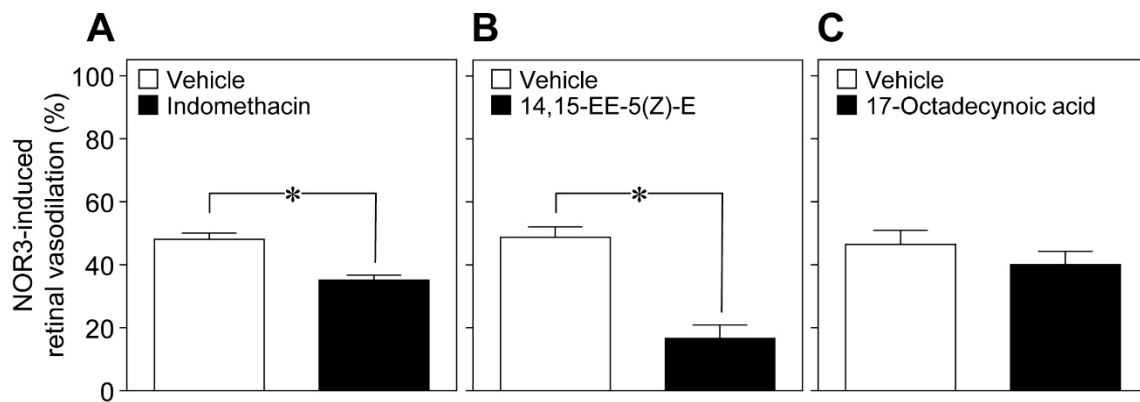 A
B
C
NOR3-induced
retinal vasodilation (%)
100
80
60
40
20
0
Vehicle
Indomethacin
*
Vehicle
14,15-EE-5(Z)-E
*
Vehicle
17-Octadecynoic acid